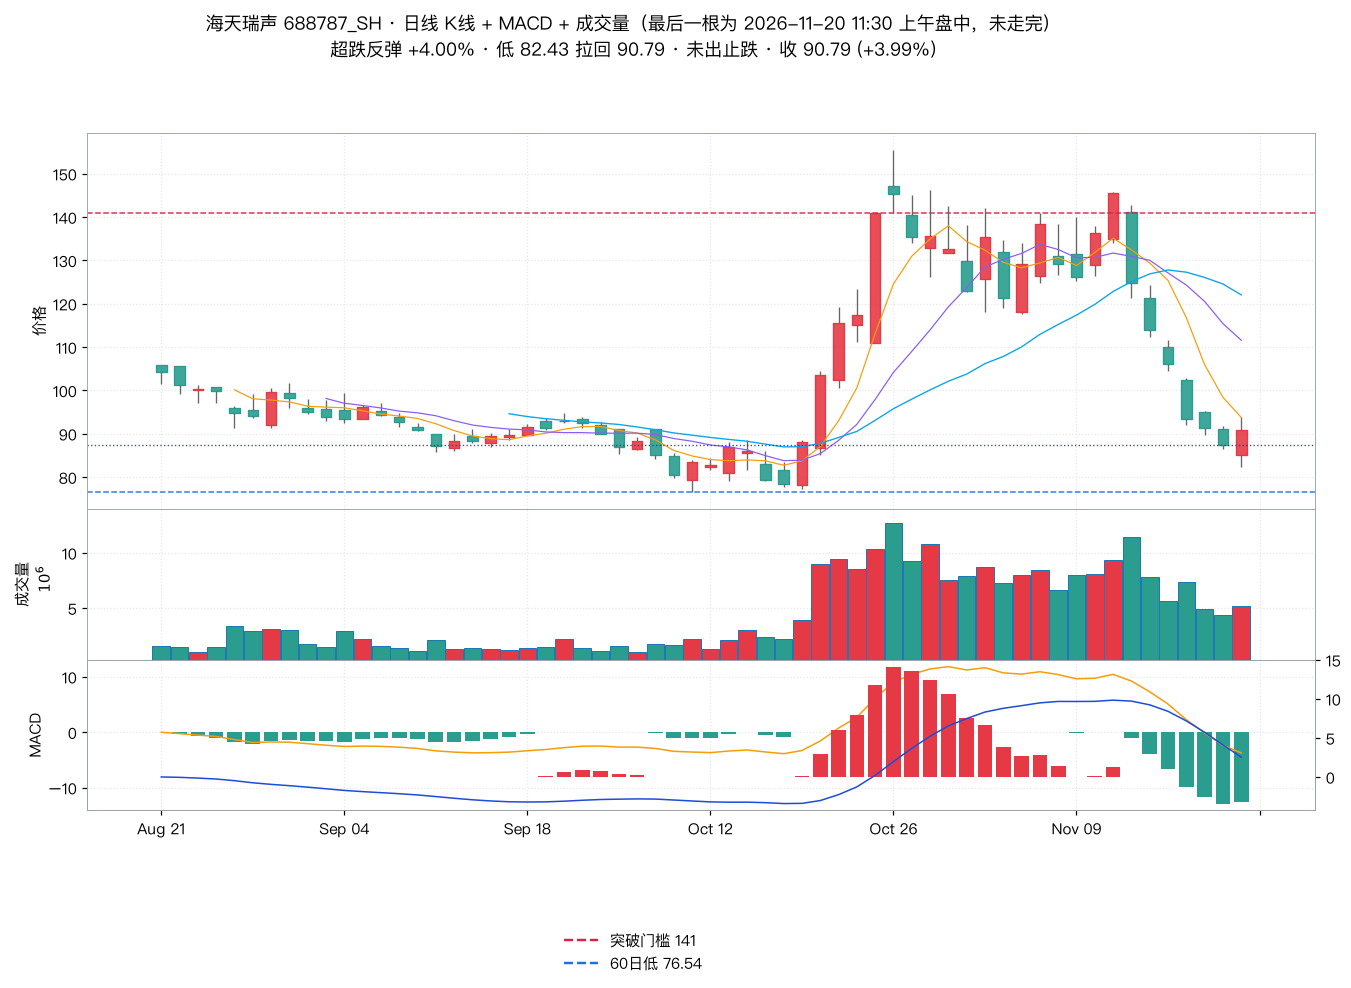 海天瑞声 688787_SH · 日线 K线 + MACD + 成交量（最后一根为 2026-11-20 11:30 上午盘中，未走完）
超跌反弹 +4.00% · 低 82.43 拉回 90.79 · 未出止跌 · 收 90.79 (+3.99%)
价格
150
140
130
120
110
100
90
80
成交量
10⁶
10
5
MACD
10
0
−10
15
10
5
0
Aug 21
Sep 04
Sep 18
Oct 12
Oct 26
Nov 09
突破门槛 141
60日低 76.54